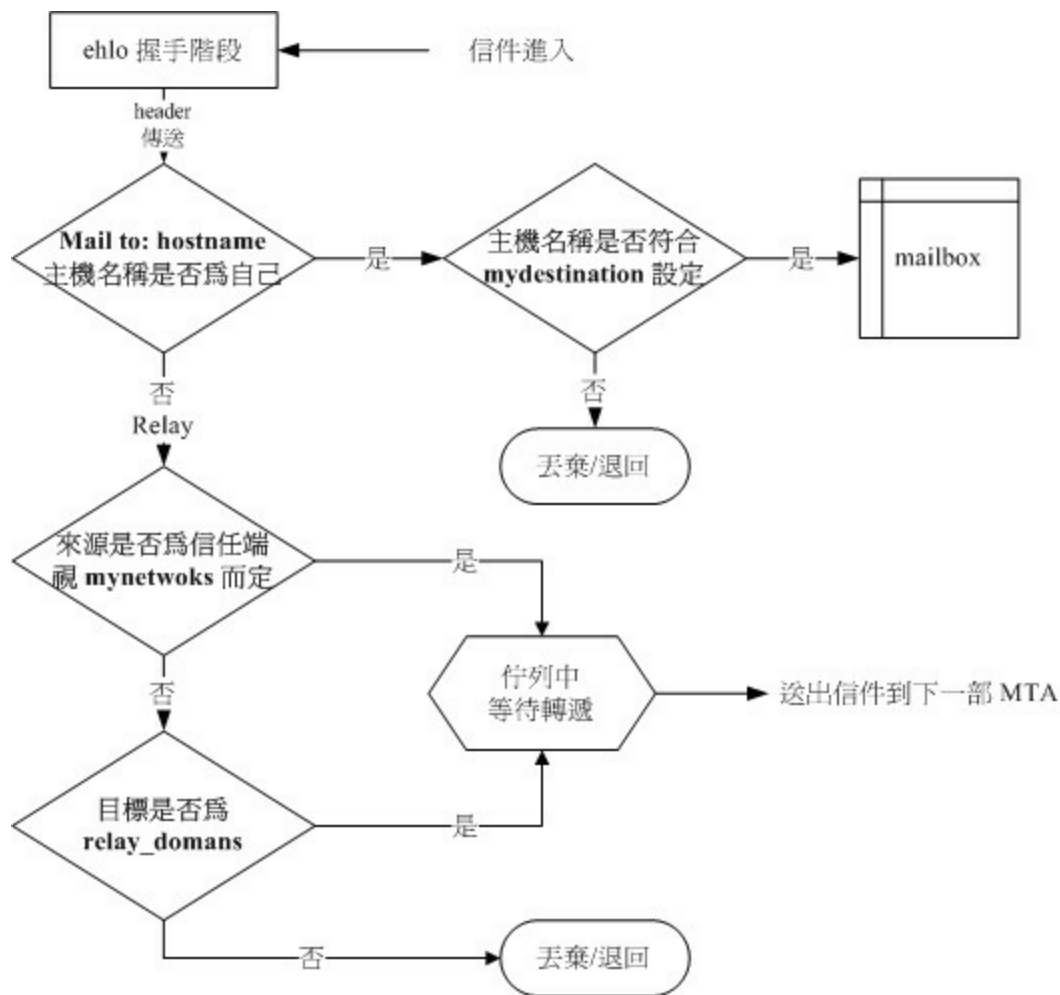 ehlo 握手階段
信件進入
header
傳送
Mail to: hostname
主機名稱是否爲自己
是
主機名稱是否符合
mydestination 設定
是
mailbox
否
Relay
否
丟棄/退回
來源是否爲信任端
視 mynetwoks 而定
是
佇列中
等待轉遞
送出信件到下一部 MTA
否
目標是否爲
relay_domans
是
否
丟棄/退回